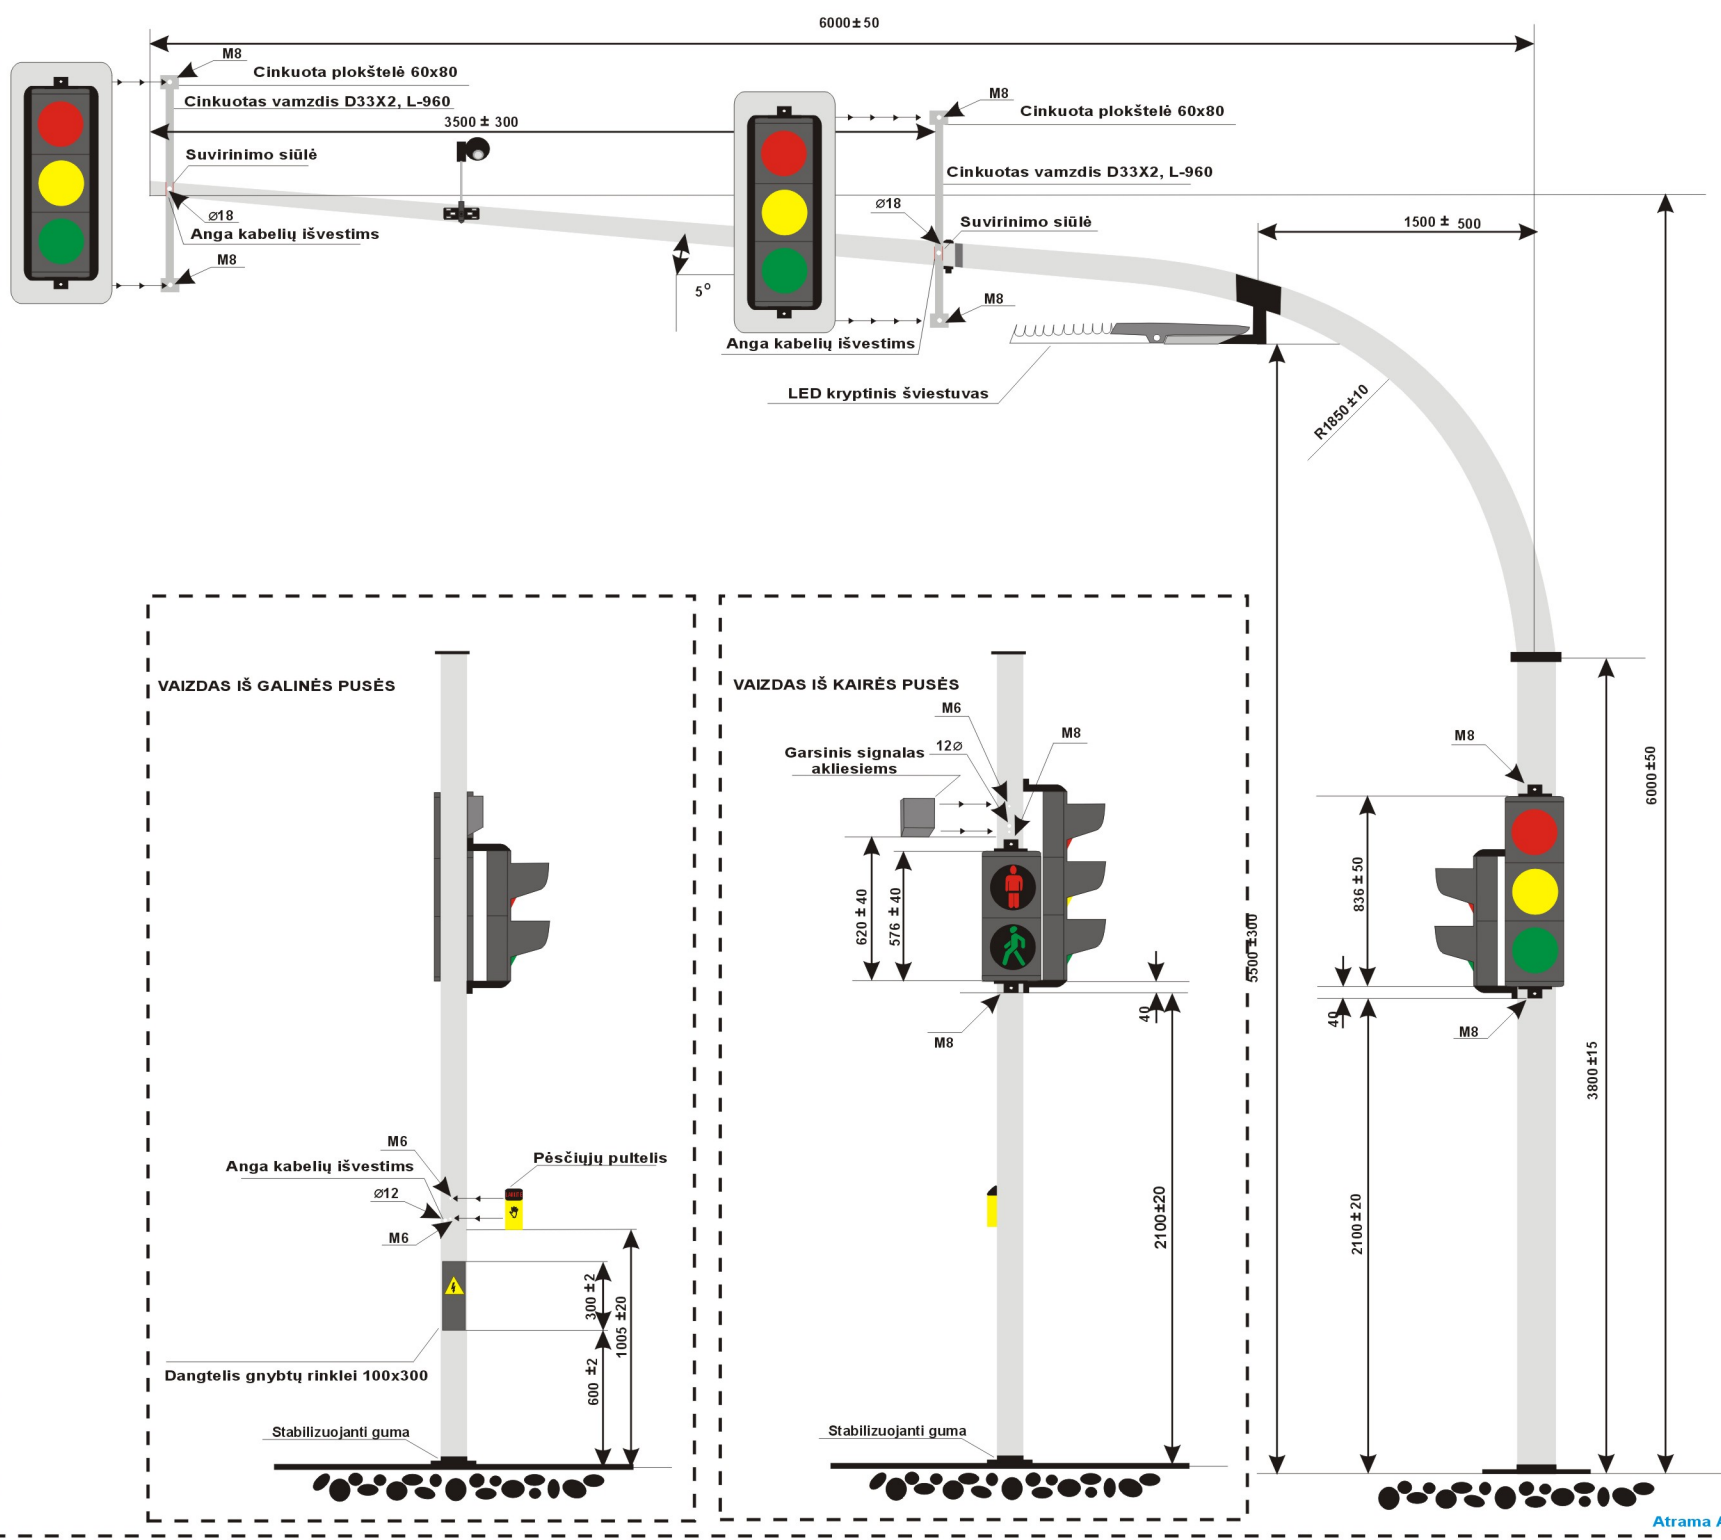 6000±50
M8
Cinkuota plokštelė 60x80
Cinkuotas vamzdis D33X2, L-960
3500 ± 300
M8
Cinkuota plokštelė 60x80
Suvirinimo siūlė
Cinkuotas vamzdis D33X2, L-960
⌀18
Anga kabelių išvestims
⌀18
Suvirinimo siūlė
1500 ± 500
M8
5°
M8
Anga kabelių išvestims
LED kryptinis šviestuvas
R1850±10
VAIZDAS IŠ GALINĖS PUSĖS
VAIZDAS IŠ KAIRĖS PUSĖS
M6
M8
Garsinis signalas
akliesiems
12⌀
M8
6000±50
836±50
620±40
576±40
5500±300
40
40
M8
M8
3800±15
M6
Anga kabelių išvestims
Pėsčiųjų pultelis
⌀12
M6
2100±20
2100±20
300±2
1005±20
600±2
Dangtelis gnybtų rinklei 100x300
Stabilizuojanti guma
Stabilizuojanti guma
Atrama A